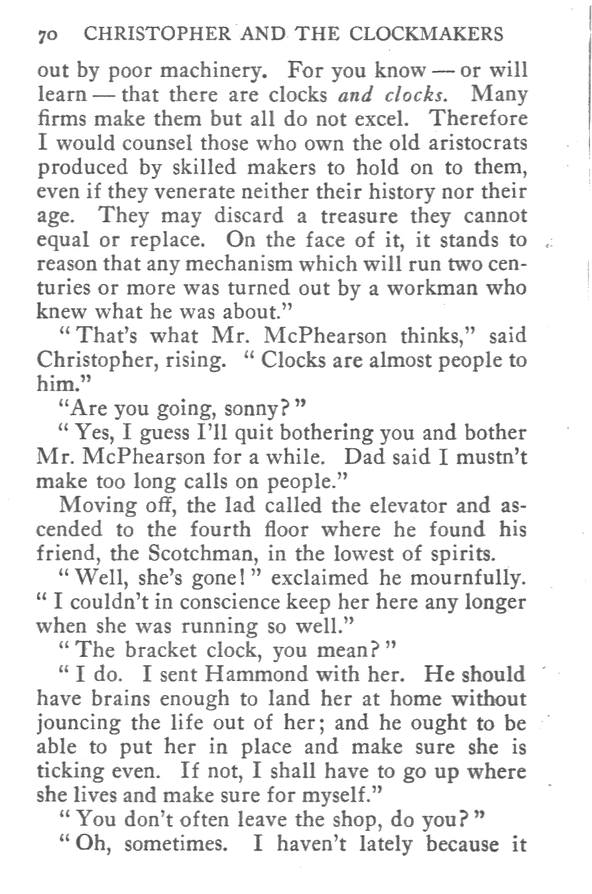 70 CHRISTOPHER AND THE CLOCKMAKERS
out by poor machinery. For you know — or will
learn — that there are clocks and clocks. Many
firms make them but all do not excel. Therefore
I would counsel those who own the old aristocrats
produced by skilled makers to hold on to them,
even if they venerate neither their history nor their
age. They may discard a treasure they cannot
equal or replace. On the face of it, it stands to
reason that any mechanism which will run two cen-
turies or more was turned out by a workman who
knew what he was about.”
“ That’s what Mr. McPhearson thinks,” said
Christopher, rising. “ Clocks are almost people to
him.”
“Are you going, sonny? ”
“ Yes, I guess I’ll quit bothering you and bother
Mr. McPhearson for a while. Dad said I mustn’t
make too long calls on people.”
Moving off, the lad called the elevator and as-
cended to the fourth floor where he found his
friend, the Scotchman, in the lowest of spirits.
“ Well, she’s gone! ” exclaimed he mournfully.
“ I couldn’t in conscience keep her here any longer
when she was running so well.”
“ The bracket clock, you mean? ”
“ I do. I sent Hammond with her. He should
have brains enough to land her at home without
jouncing the life out of her; and he ought to be
able to put her in place and make sure she is
ticking even. If not, I shall have to go up where
she lives and make sure for myself.”
“ You don’t often leave the shop, do you? ”
“ Oh, sometimes. I haven’t lately because it